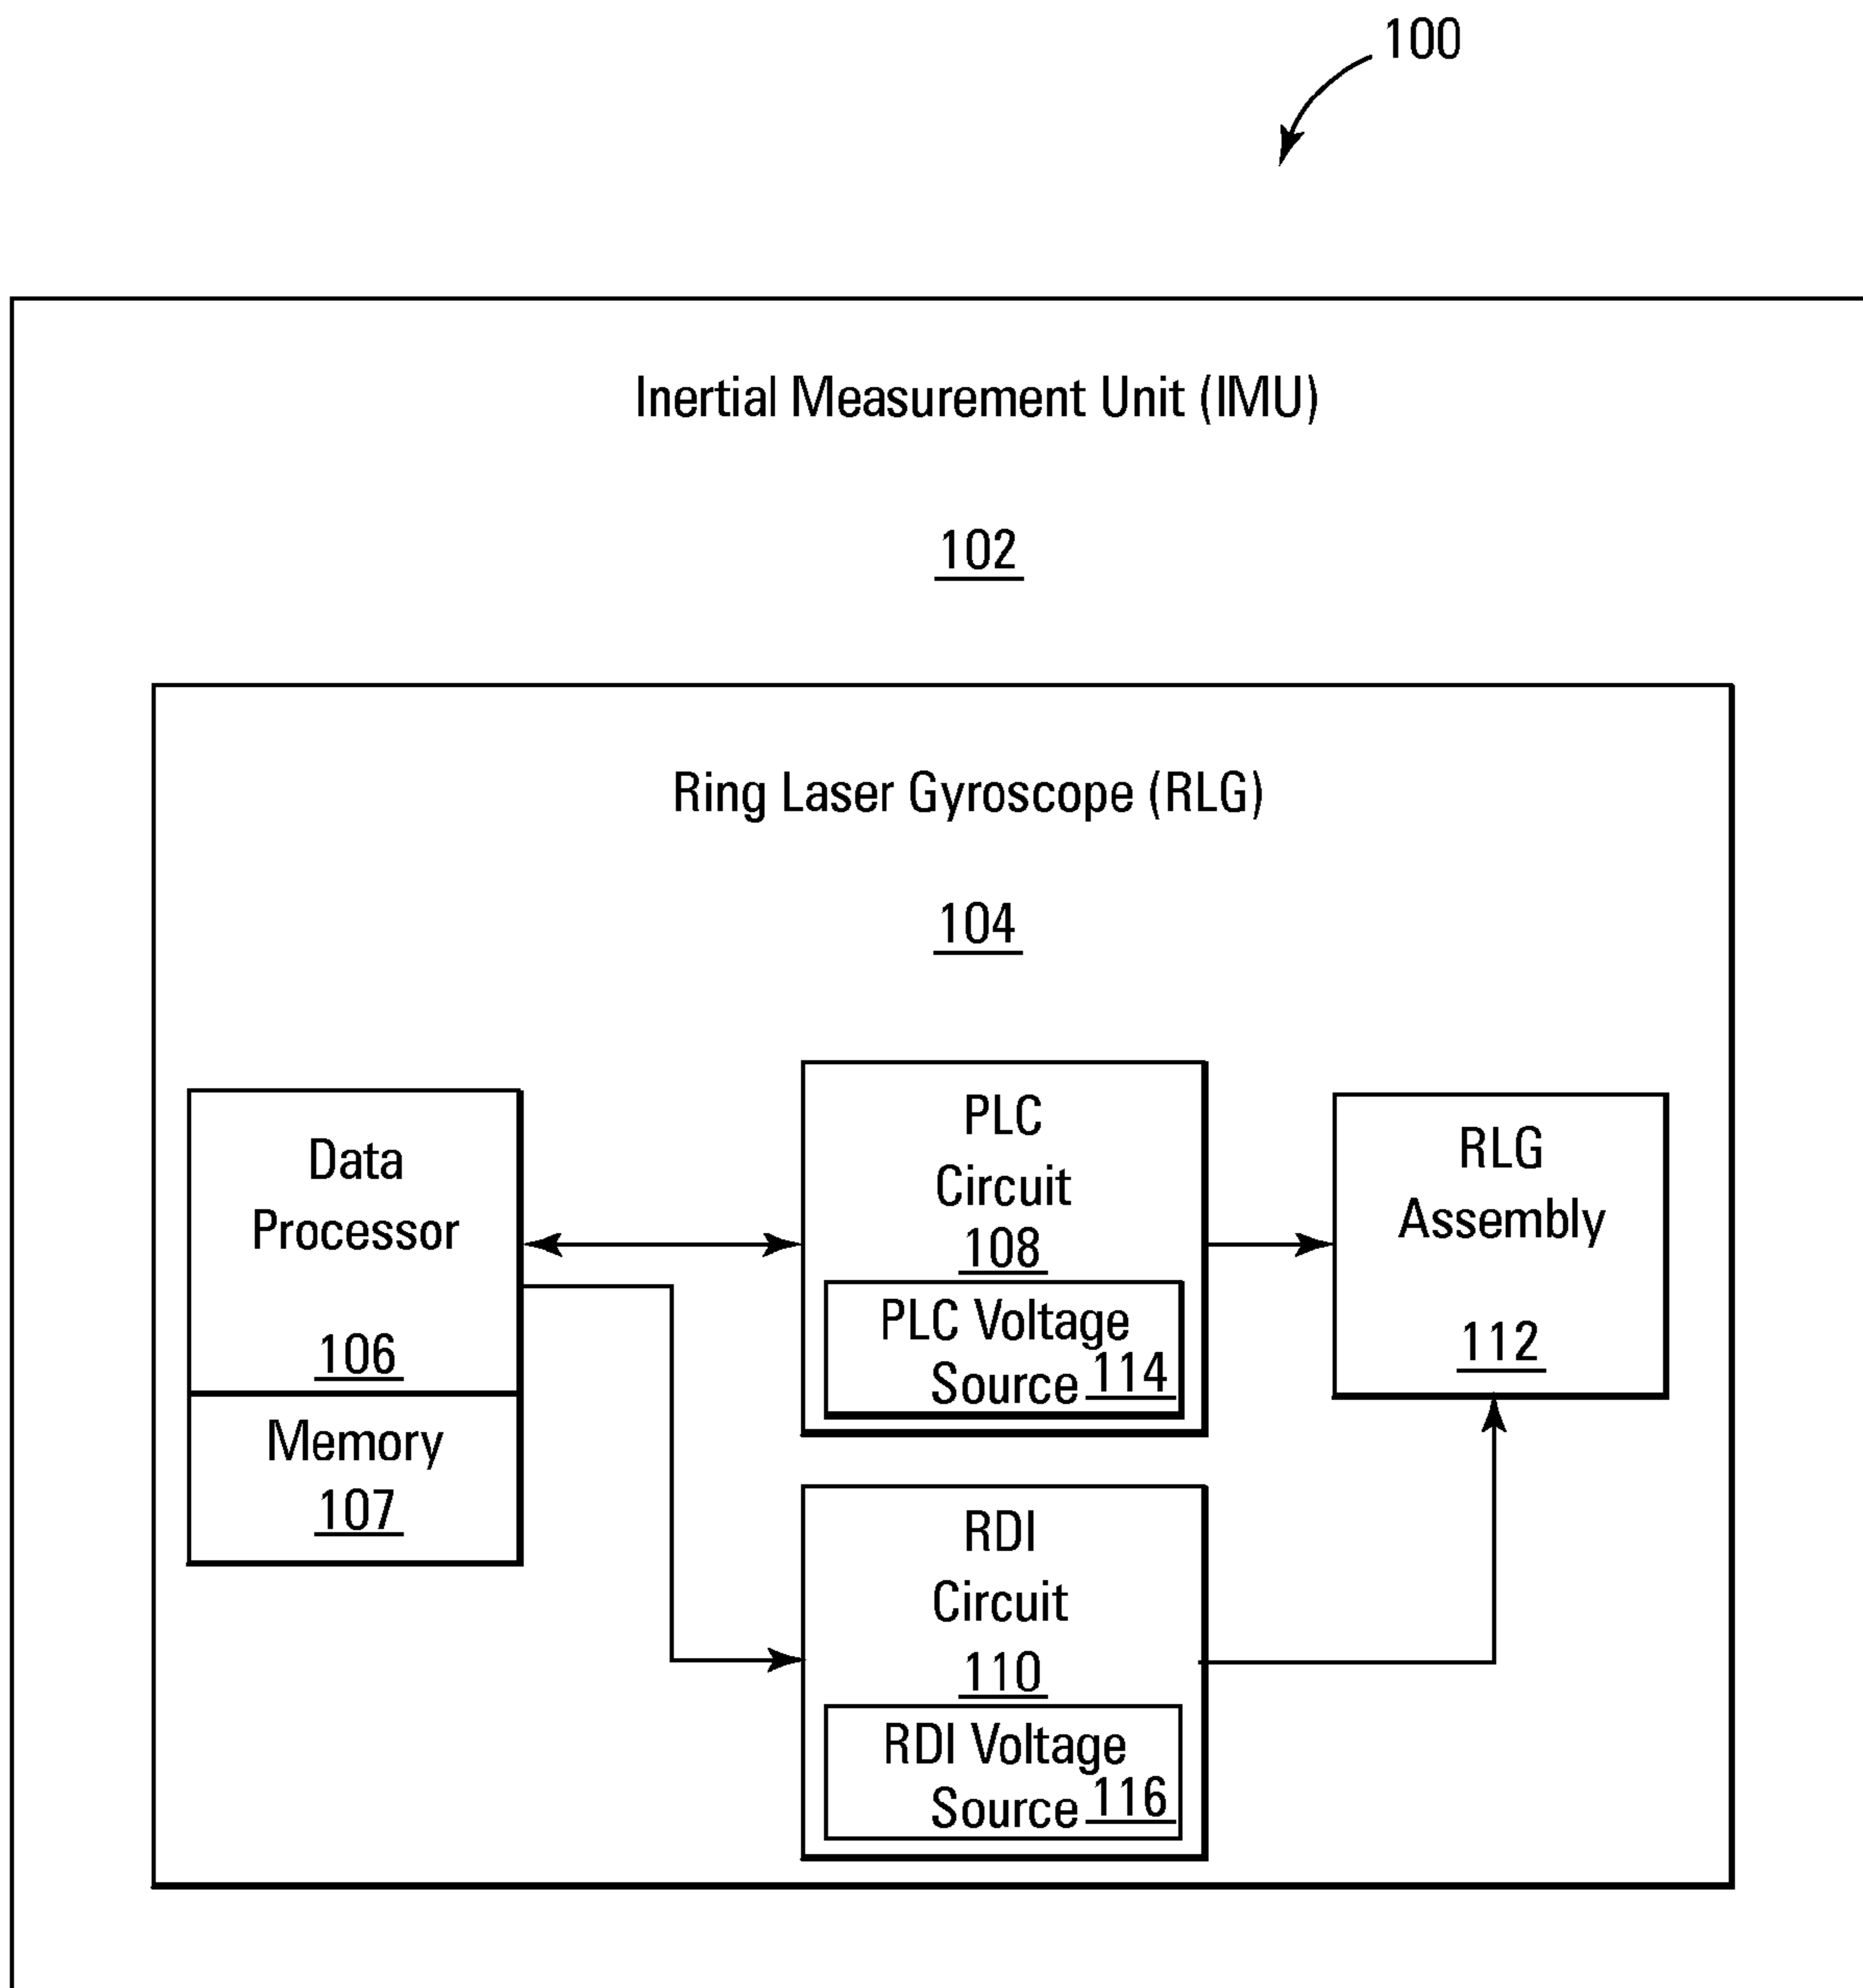 100
Inertial Measurement Unit (IMU)
102
Ring Laser Gyroscope (RLG)
104
Data
Processor
106
Memory
107
PLC
Circuit
108
PLC Voltage
Source 114
RDI
Circuit
110
RDI Voltage
Source 116
RLG
Assembly
112